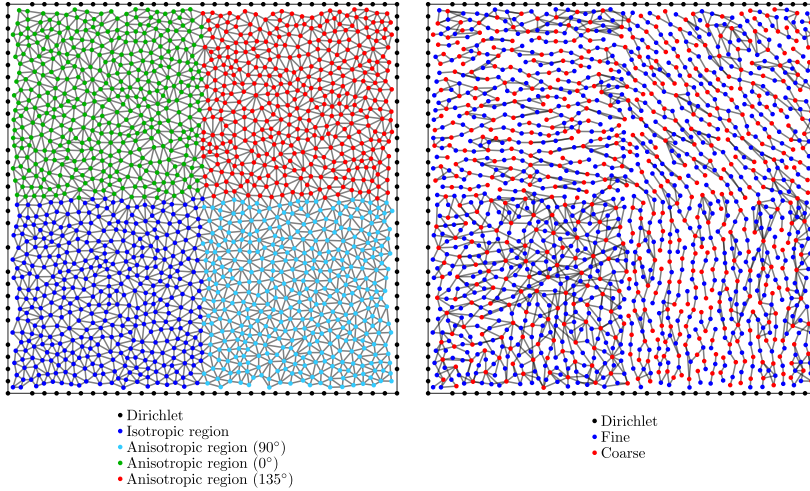 Dirichlet
Isotropic region
Anisotropic region (90°)
Anisotropic region (0°)
Anisotropic region (135°)
Dirichlet
Fine
Coarse